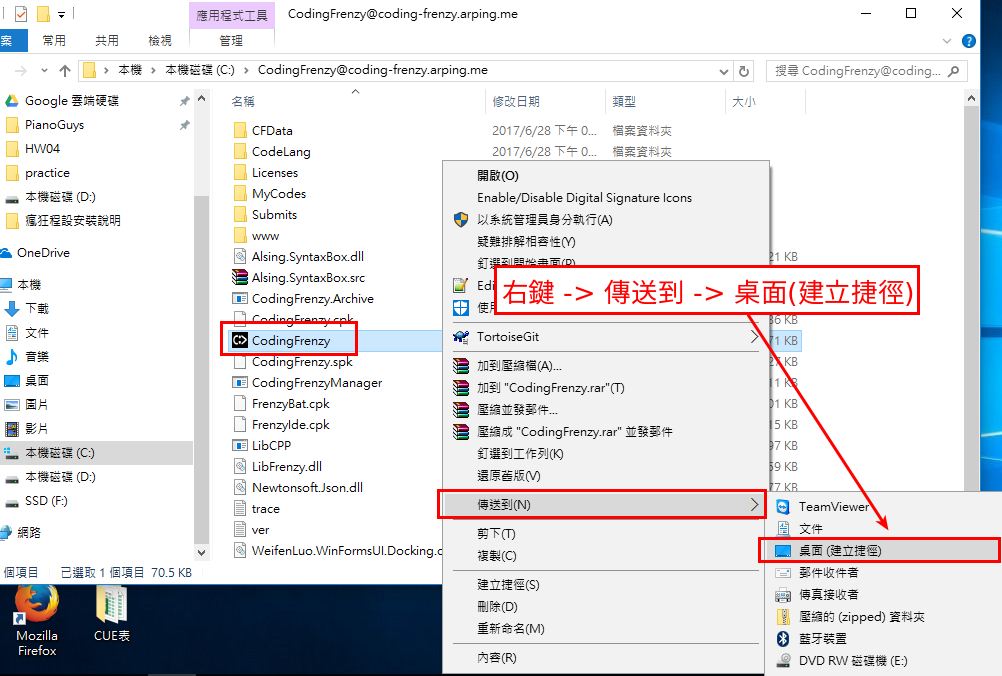 應用程式工具
CodingFrenzy@coding-frenzy.arping.me
案
常用
共用
檢視
管理
本機 > 本機磁碟 (C:) > CodingFrenzy@coding-frenzy.arping.me
搜尋 CodingFrenzy@coding...
Google 雲端硬碟
PianoGuys
HW04
practice
本機磁碟 (D:)
瘋狂程設安裝說明
OneDrive
本機
下載
文件
音樂
桌面
圖片
影片
本機磁碟 (C:)
本機磁碟 (D:)
SSD (F:)
網路
名稱
修改日期
類型
大小
CFData 2017/6/28 下午 0... 檔案資料夾
CodeLang 2017/6/28 下午 0... 檔案資料夾
Licenses
MyCodes
Submits
www
Alsing.SyntaxBox.dll 21 KB
Alsing.SyntaxBox.src
CodingFrenzy.Archive
CodingFrenzy.cpk 86 KB
CodingFrenzy 71 KB
CodingFrenzy.spk 27 KB
CodingFrenzyManager 11 KB
FrenzyBat.cpk 01 KB
FrenzyIde.cpk 15 KB
LibCPP 97 KB
LibFrenzy.dll 59 KB
Newtonsoft.Json.dll 77 KB
trace
ver
WeifenLuo.WinFormsUI.Docking.
開啟(O)
Enable/Disable Digital Signature Icons
以系統管理員身分執行(A)
疑難排解相容性(Y)
釘選到開始畫面(P)
Edi
使用
右鍵 -> 傳送到 -> 桌面(建立捷徑)
TortoiseGit
加到壓縮檔(A)...
加到 "CodingFrenzy.rar"(T)
壓縮並發郵件...
壓縮成 "CodingFrenzy.rar" 並發郵件
釘選到工作列(K)
還原舊版(V)
傳送到(N)
剪下(T)
複製(C)
建立捷徑(S)
刪除(D)
重新命名(M)
內容(R)
TeamViewer
文件
桌面 (建立捷徑)
郵件收件者
傳真接收者
壓縮的 (zipped) 資料夾
藍牙裝置
DVD RW 磁碟機 (E:)
個項目
已選取 1 個項目 70.5 KB
Mozilla
Firefox
CUE表